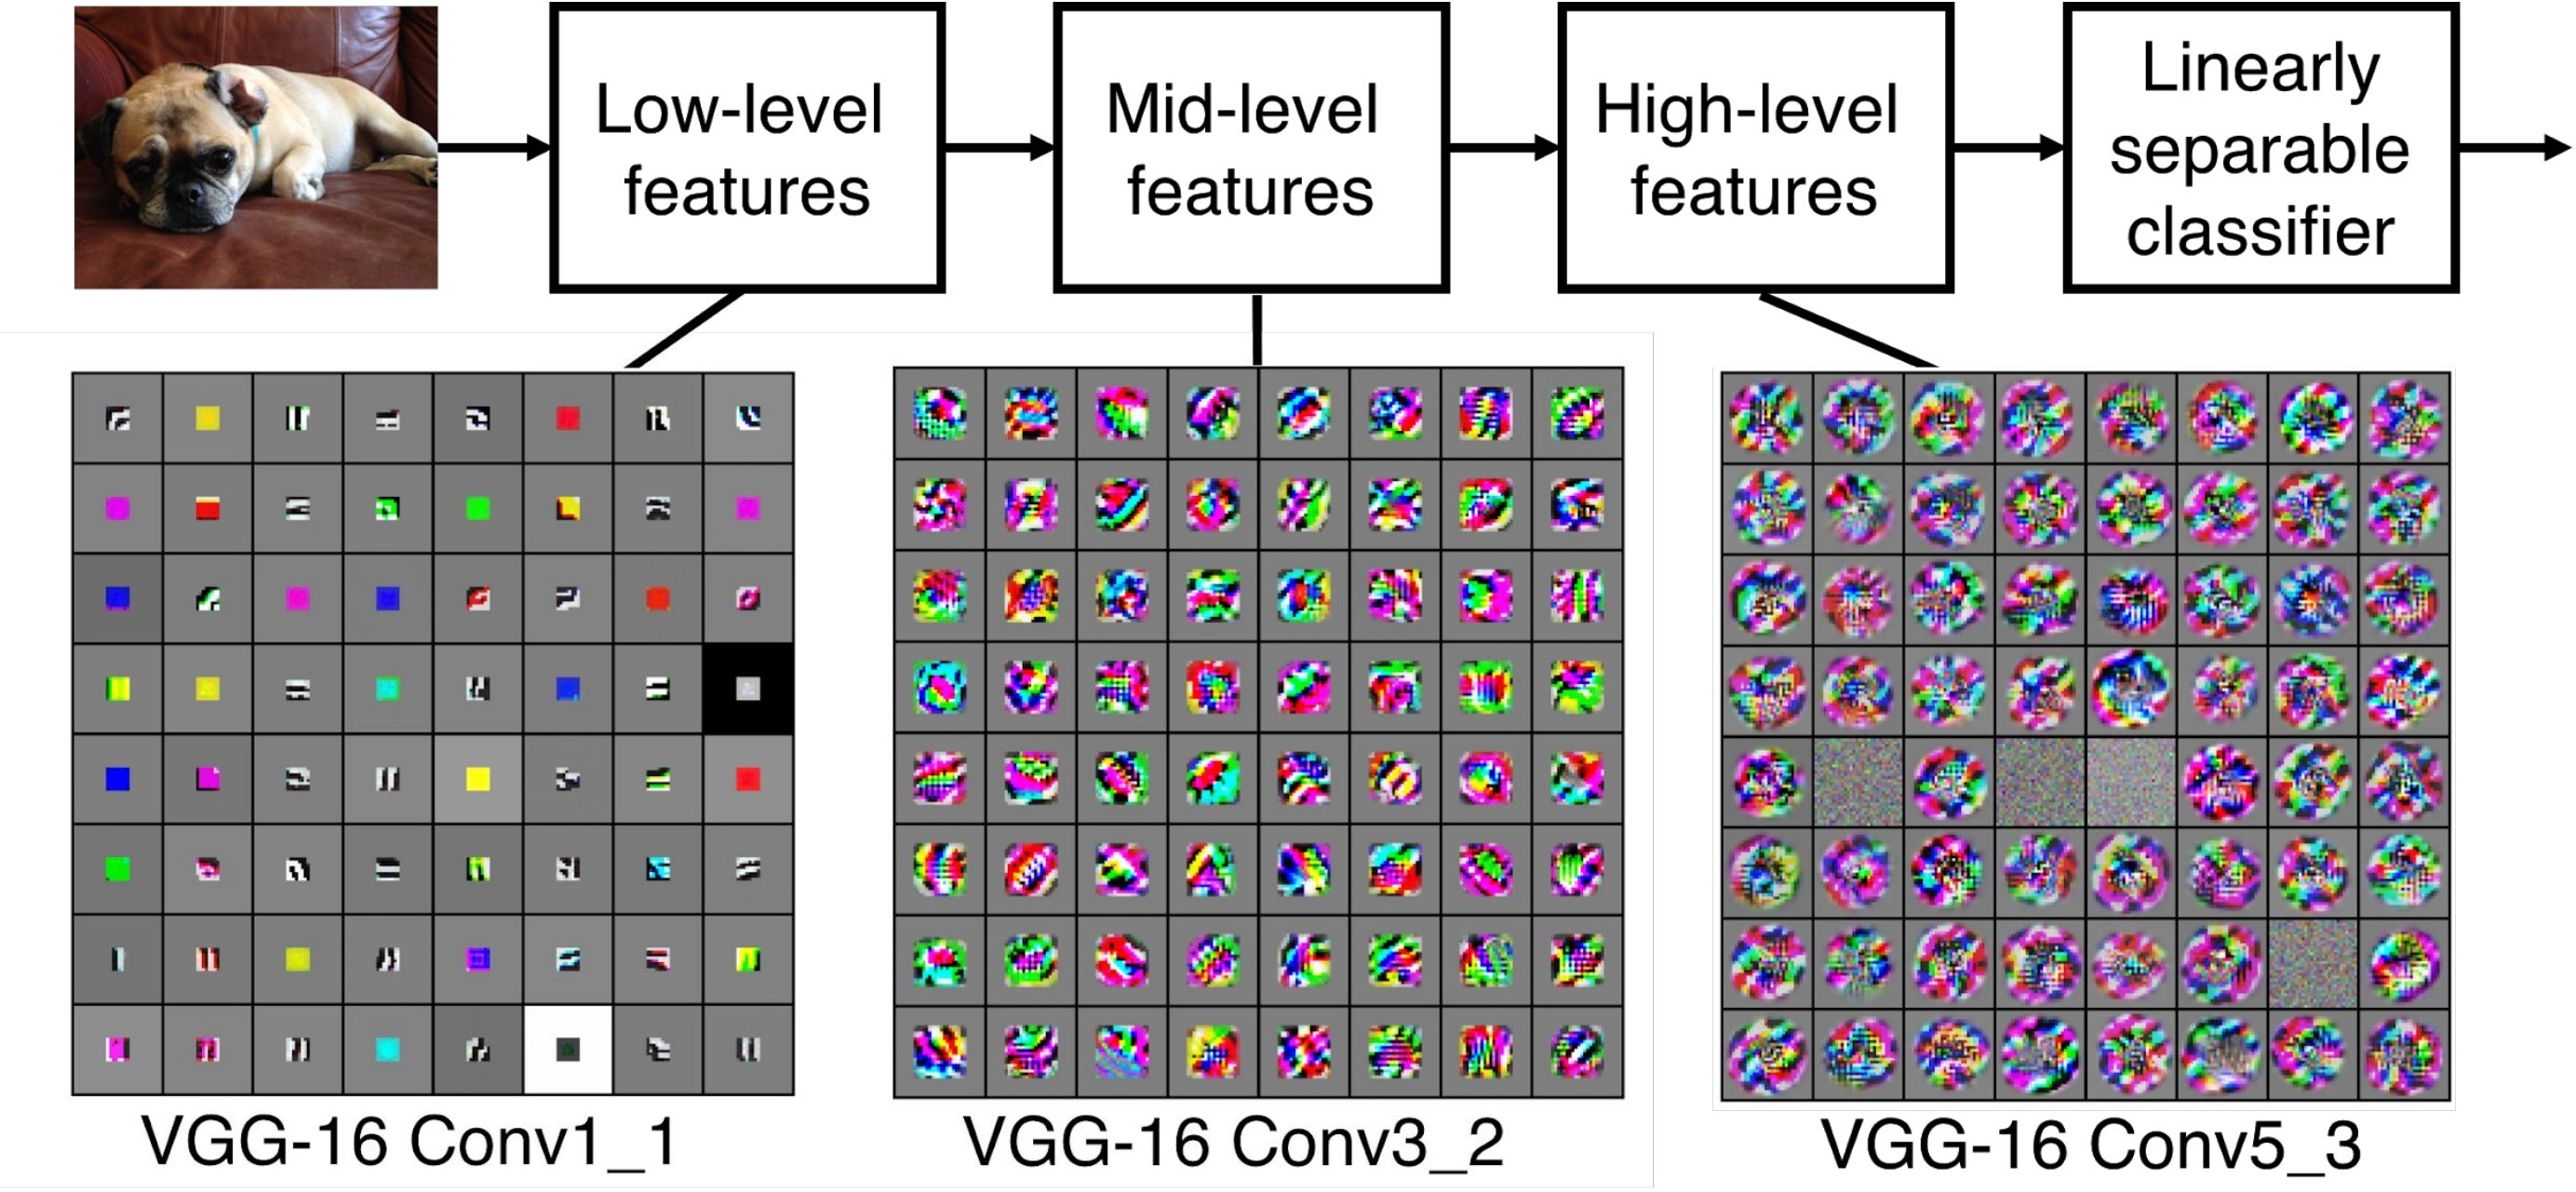 Low-level
features
Mid-level
features
High-level
features
Linearly
separable
classifier
VGG-16 Conv1_1
VGG-16 Conv3_2
VGG-16 Conv5_3